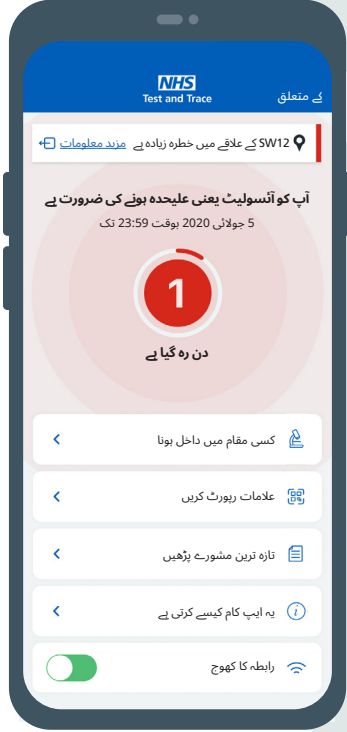 NHS
Test and Trace
کے متعلق
SW12 کے علاقے میں خطرہ زیادہ ہے مزید معلومات
آپ کو آئسولیٹ یعنی علیحدہ ہونے کی ضرورت ہے
5 جولائی 2020 بوقت 23:59 تک
1
دن رہ گیا ہے
کسی مقام میں داخل ہونا
علامات رپورٹ کریں
تازہ ترین مشورے پڑھیں
یہ ایپ کام کیسے کرتی ہے
رابطہ کا کھوج